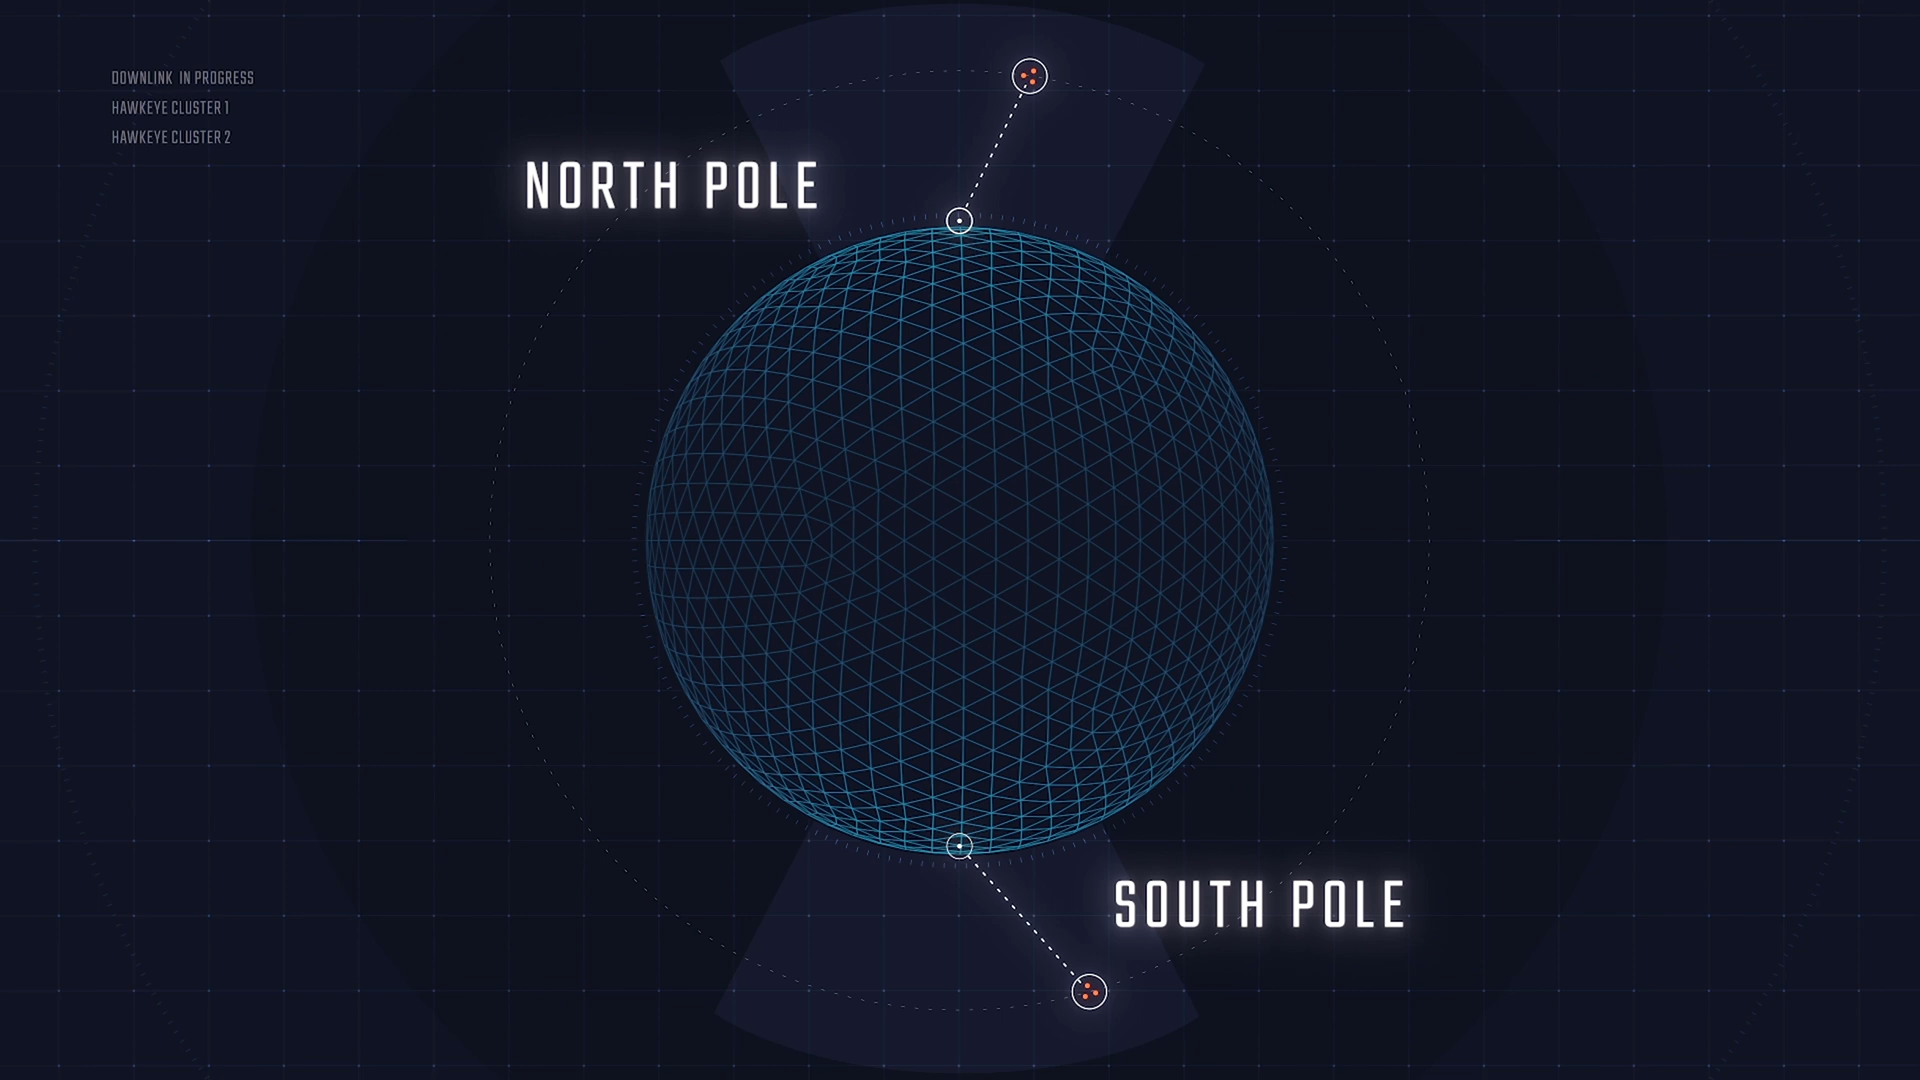 DOWNLINK IN PROGRESS
HAWKEYE CLUSTER 1
HAWKEYE CLUSTER 2
NORTH POLE
SOUTH POLE